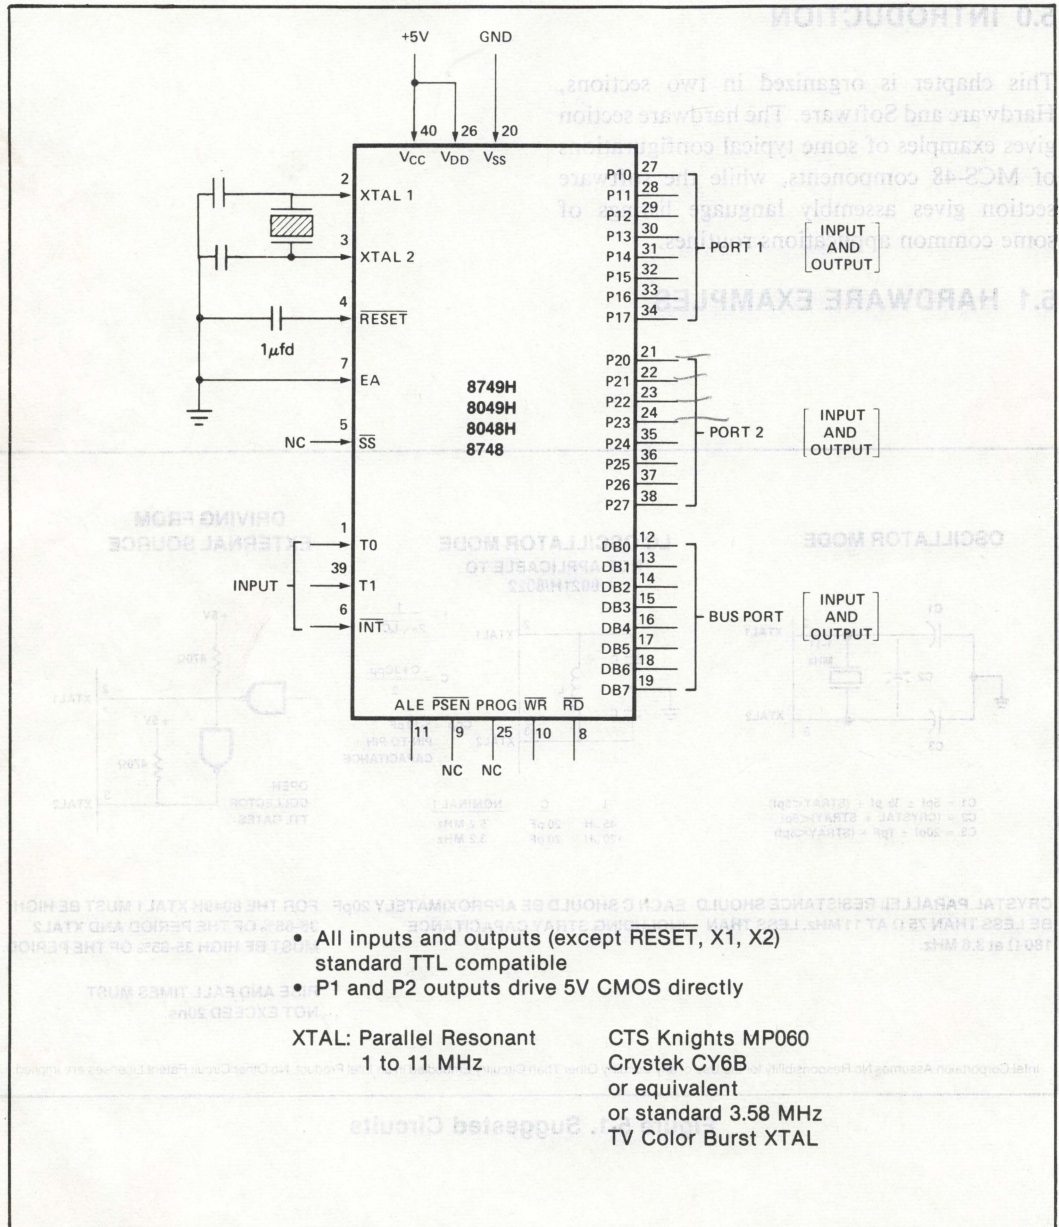 +5V GND
40 26 20
VCC VDD VSS
2
XTAL 1
3
XTAL 2
4
RESET
1μfd
7
EA
5
NC SS
8749H
8049H
8048H
8748
1
T0
39
INPUT T1
6
INT
P10 27
P11 28
P12 29
P13 30
P14 31
P15 32
P16 33
P17 34
PORT 1
INPUT
AND
OUTPUT
P20 21
P21 22
P22 23
P23 24
P24 35
P25 36
P26 37
P27 38
PORT 2
INPUT
AND
OUTPUT
DB0 12
DB1 13
DB2 14
DB3 15
DB4 16
DB5 17
DB6 18
DB7 19
BUS PORT
INPUT
AND
OUTPUT
ALE PSEN PROG WR RD
11 9 25 10 8
NC NC
• All inputs and outputs (except RESET, X1, X2)
standard TTL compatible
• P1 and P2 outputs drive 5V CMOS directly
XTAL: Parallel Resonant
1 to 11 MHz
CTS Knights MP060
Crystek CY6B
or equivalent
or standard 3.58 MHz
TV Color Burst XTAL